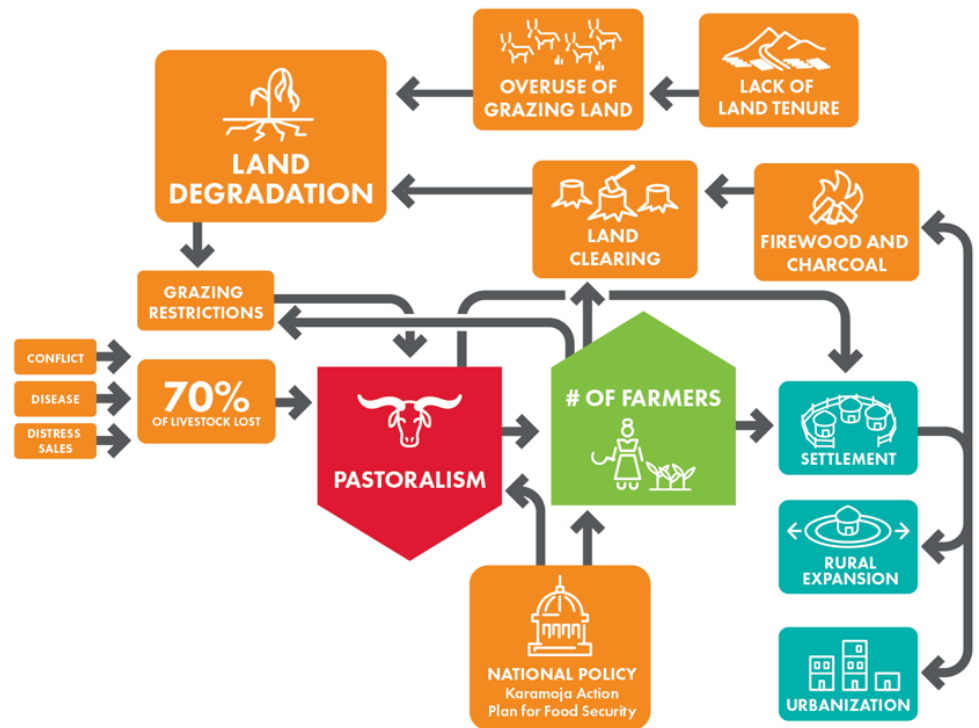 OVERUSE OF
GRAZING LAND
LACK OF
LAND TENURE
LAND
DEGRADATION
LAND
CLEARING
FIREWOOD AND
CHARCOAL
GRAZING
RESTRICTIONS
CONFLICT
DISEASE
DISTRESS
SALES
70%
OF LIVESTOCK LOST
PASTORALISM
# OF FARMERS
SETTLEMENT
RURAL
EXPANSION
NATIONAL POLICY
Karamoja Action
Plan for Food Security
URBANIZATION